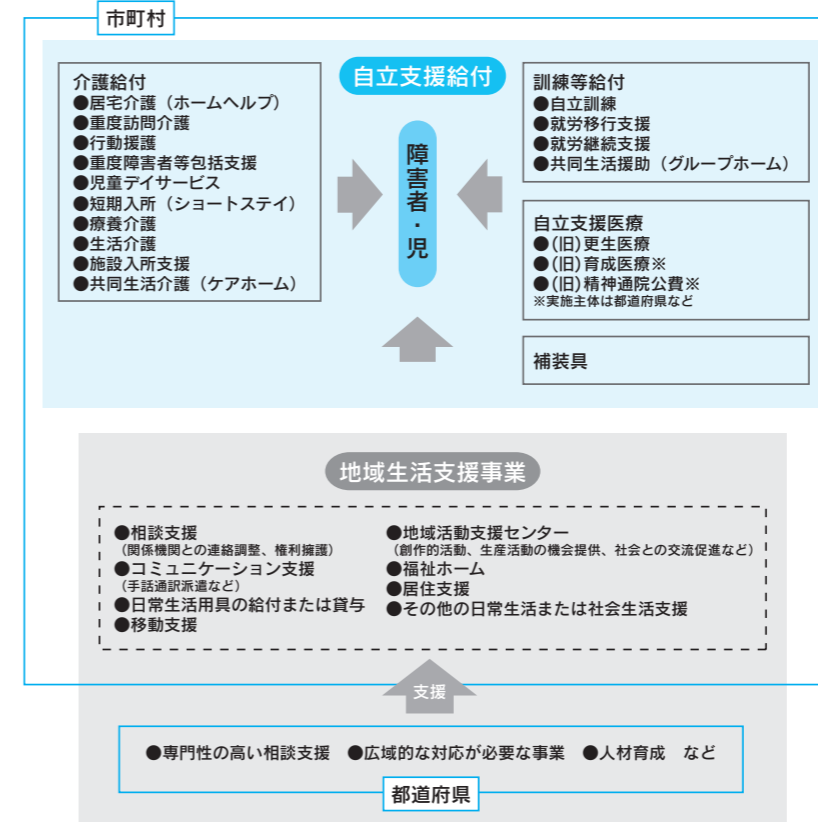 市町村
自立支援給付
介護給付
●居宅介護（ホームヘルプ）
●重度訪問介護
●行動援護
●重度障害者等包括支援
●児童デイサービス
●短期入所（ショートステイ）
●療養介護
●生活介護
●施設入所支援
●共同生活介護（ケアホーム）
障害者・児
訓練等給付
●自立訓練
●就労移行支援
●就労継続支援
●共同生活援助（グループホーム）
自立支援医療
●(旧)更生医療
●(旧)育成医療※
●(旧)精神通院公費※
※実施主体は都道府県など
補装具
地域生活支援事業
●相談支援
（関係機関との連絡調整、権利擁護）
●コミュニケーション支援
（手話通訳派遣など）
●日常生活用具の給付または貸与
●移動支援
●地域活動支援センター
（創作的活動、生産活動の機会提供、社会との交流促進など）
●福祉ホーム
●居住支援
●その他の日常生活または社会生活支援
支援
●専門性の高い相談支援　●広域的な対応が必要な事業　●人材育成　など
都道府県